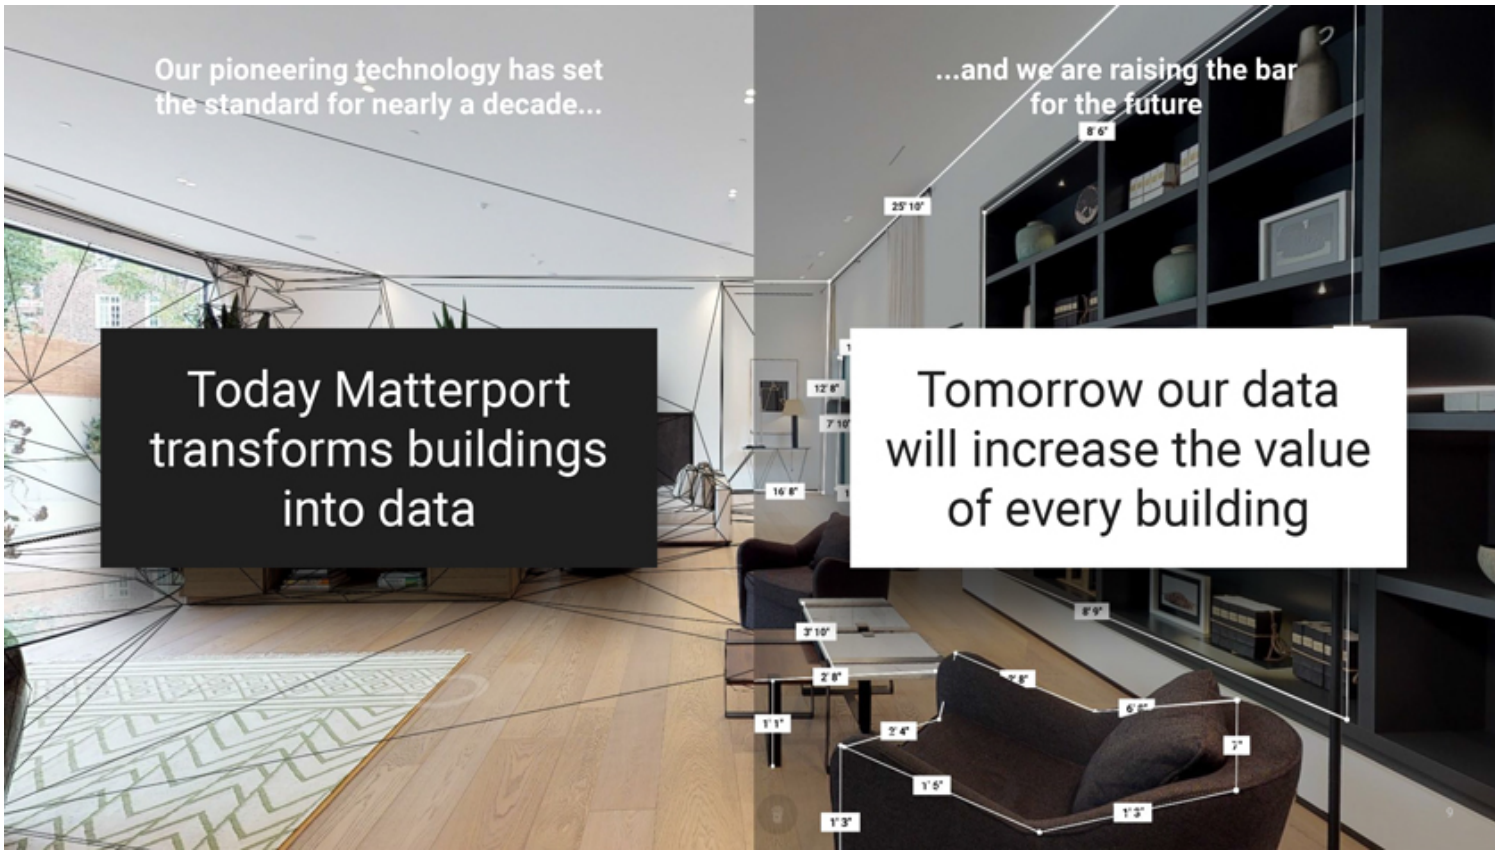 Our pioneering technology has set
the standard for nearly a decade...
...and we are raising the bar
for the future
8' 6"
25' 10"
Today Matterport
transforms buildings
into data
Tomorrow our data
will increase the value
of every building
12' 8"
7' 10"
16' 8"
8' 9"
3' 10"
2' 8"
1' 1"
2' 4"
7"
1' 5"
1' 3"
1' 3"
9